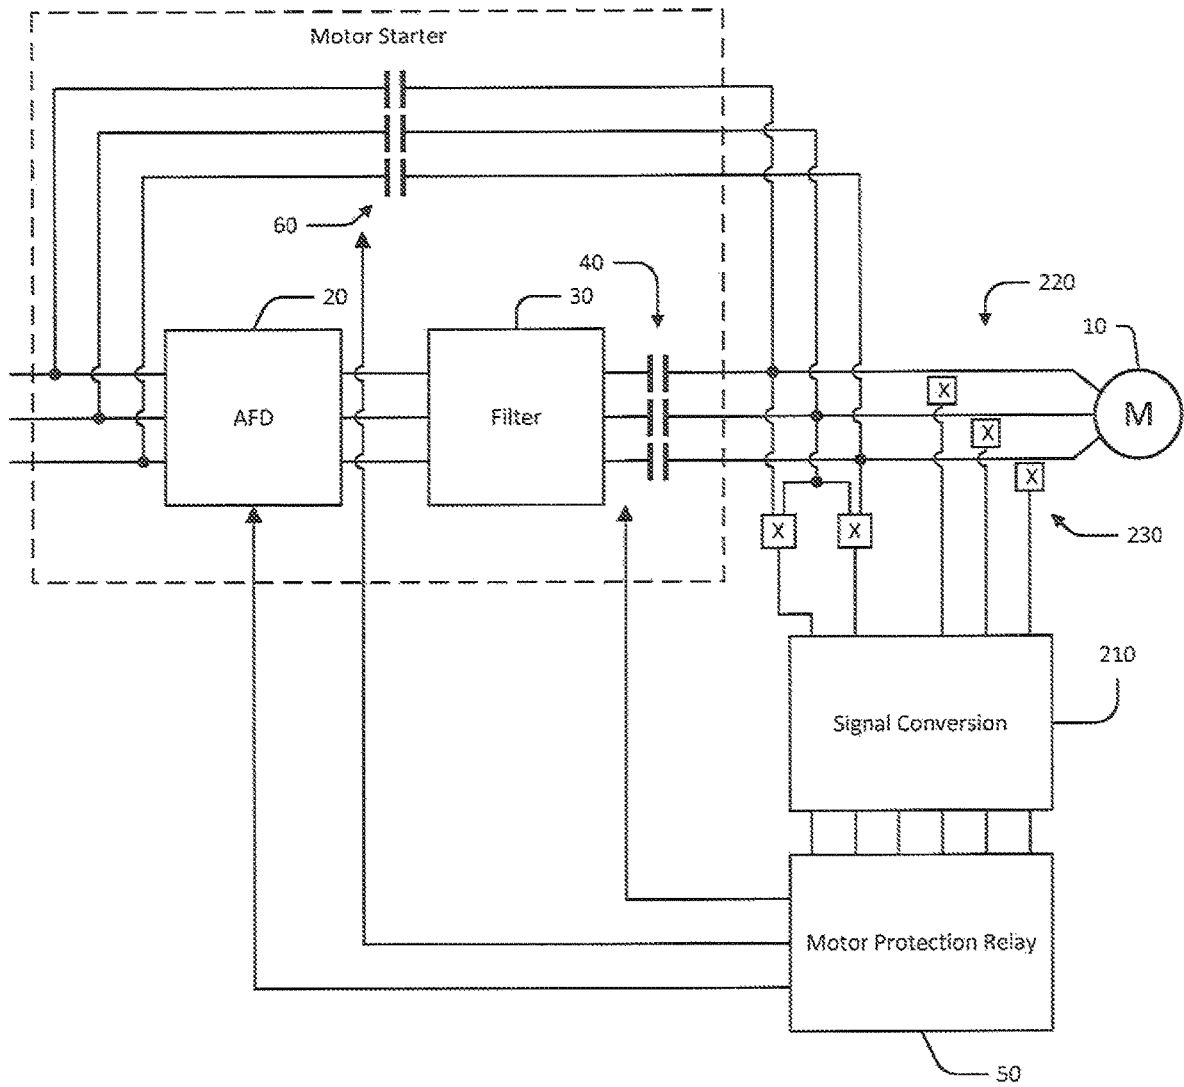 Motor Starter
60
40
20
30
220
10
AFD
Filter
M
X
X
X
X
X
230
210
Signal Conversion
Motor Protection Relay
50